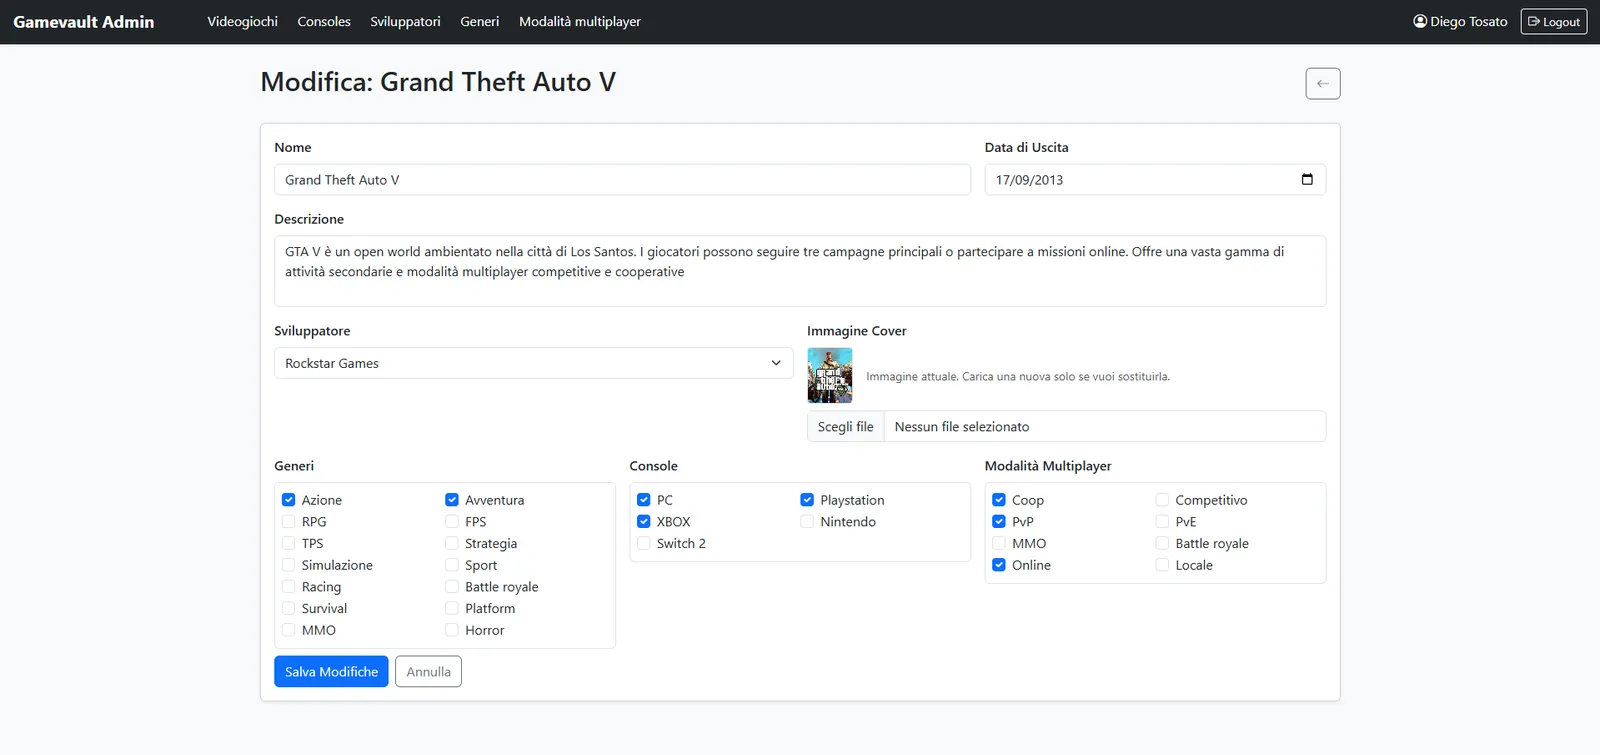 Gamevault Admin
Videogiochi Consoles Sviluppatori Generi Modalità multiplayer
Diego Tosato Logout
Modifica: Grand Theft Auto V
Nome
Grand Theft Auto V
Data di Uscita
17/09/2013
Descrizione
GTA V è un open world ambientato nella città di Los Santos. I giocatori possono seguire tre campagne principali o partecipare a missioni online. Offre una vasta gamma di
attività secondarie e modalità multiplayer competitive e cooperative
Sviluppatore
Rockstar Games
Immagine Cover
grand theft auto V
Immagine attuale. Carica una nuova solo se vuoi sostituirla.
Scegli file Nessun file selezionato
Generi
Azione Avventura
RPG FPS
TPS Strategia
Simulazione Sport
Racing Battle royale
Survival Platform
MMO Horror
Console
PC Playstation
XBOX Nintendo
Switch 2
Modalità Multiplayer
Coop Competitivo
PvP PvE
MMO Battle royale
Online Locale
Salva Modifiche Annulla